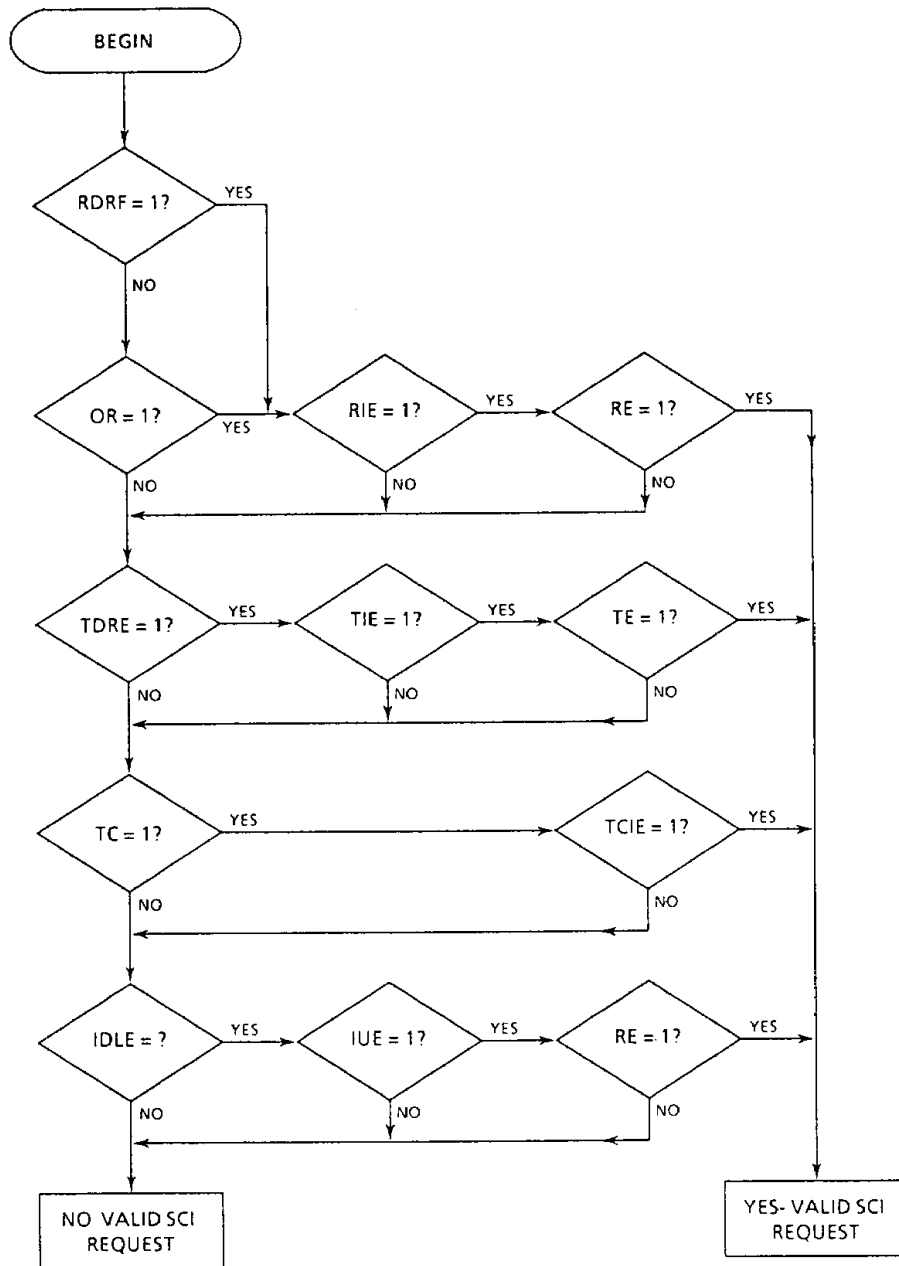 BEGIN
RDRF = 1?
YES
NO
OR = 1?
YES
RIE = 1?
YES
RE = 1?
YES
NO
NO
NO
TDRE = 1?
YES
TIE = 1?
YES
TE = 1?
YES
NO
NO
NO
TC = 1?
YES
TCIE = 1?
YES
NO
NO
IDLE = ?
YES
IUE = 1?
YES
RE = 1?
YES
NO
NO
NO
NO VALID SCI
REQUEST
YES- VALID SCI
REQUEST